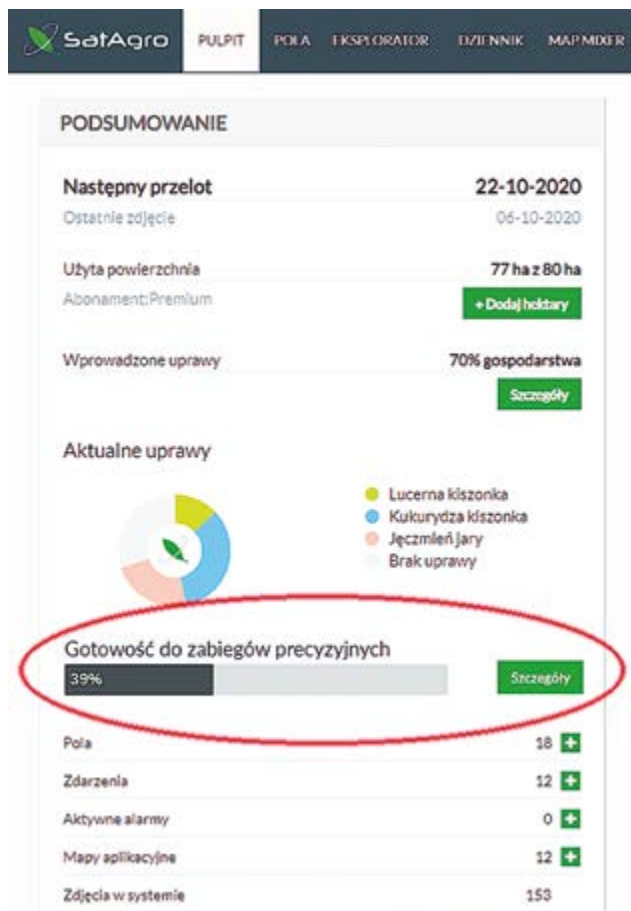 SatAgro PULPIT POLA EKSPLORATOR DZIENNIK MAP MIXER
PODSUMOWANIE
Następny przelot 22-10-2020
Ostatnie zdjęcie 06-10-2020
Użyta powierzchnia 77 ha z 80 ha
Abonament:Premium + Dodaj hektary
Wprowadzone uprawy 70% gospodarstwa
Szczegóły
Aktualne uprawy
Lucerna kiszonka
Kukurydza kiszonka
Jęczmień jary
Brak uprawy
Gotowość do zabiegów precyzyjnych
39% Szczegóły
Pola 18 +
Zdarzenia 12 +
Aktywne alarmy 0 +
Mapy aplikacyjne 12 +
Zdjęcia w systemie 153